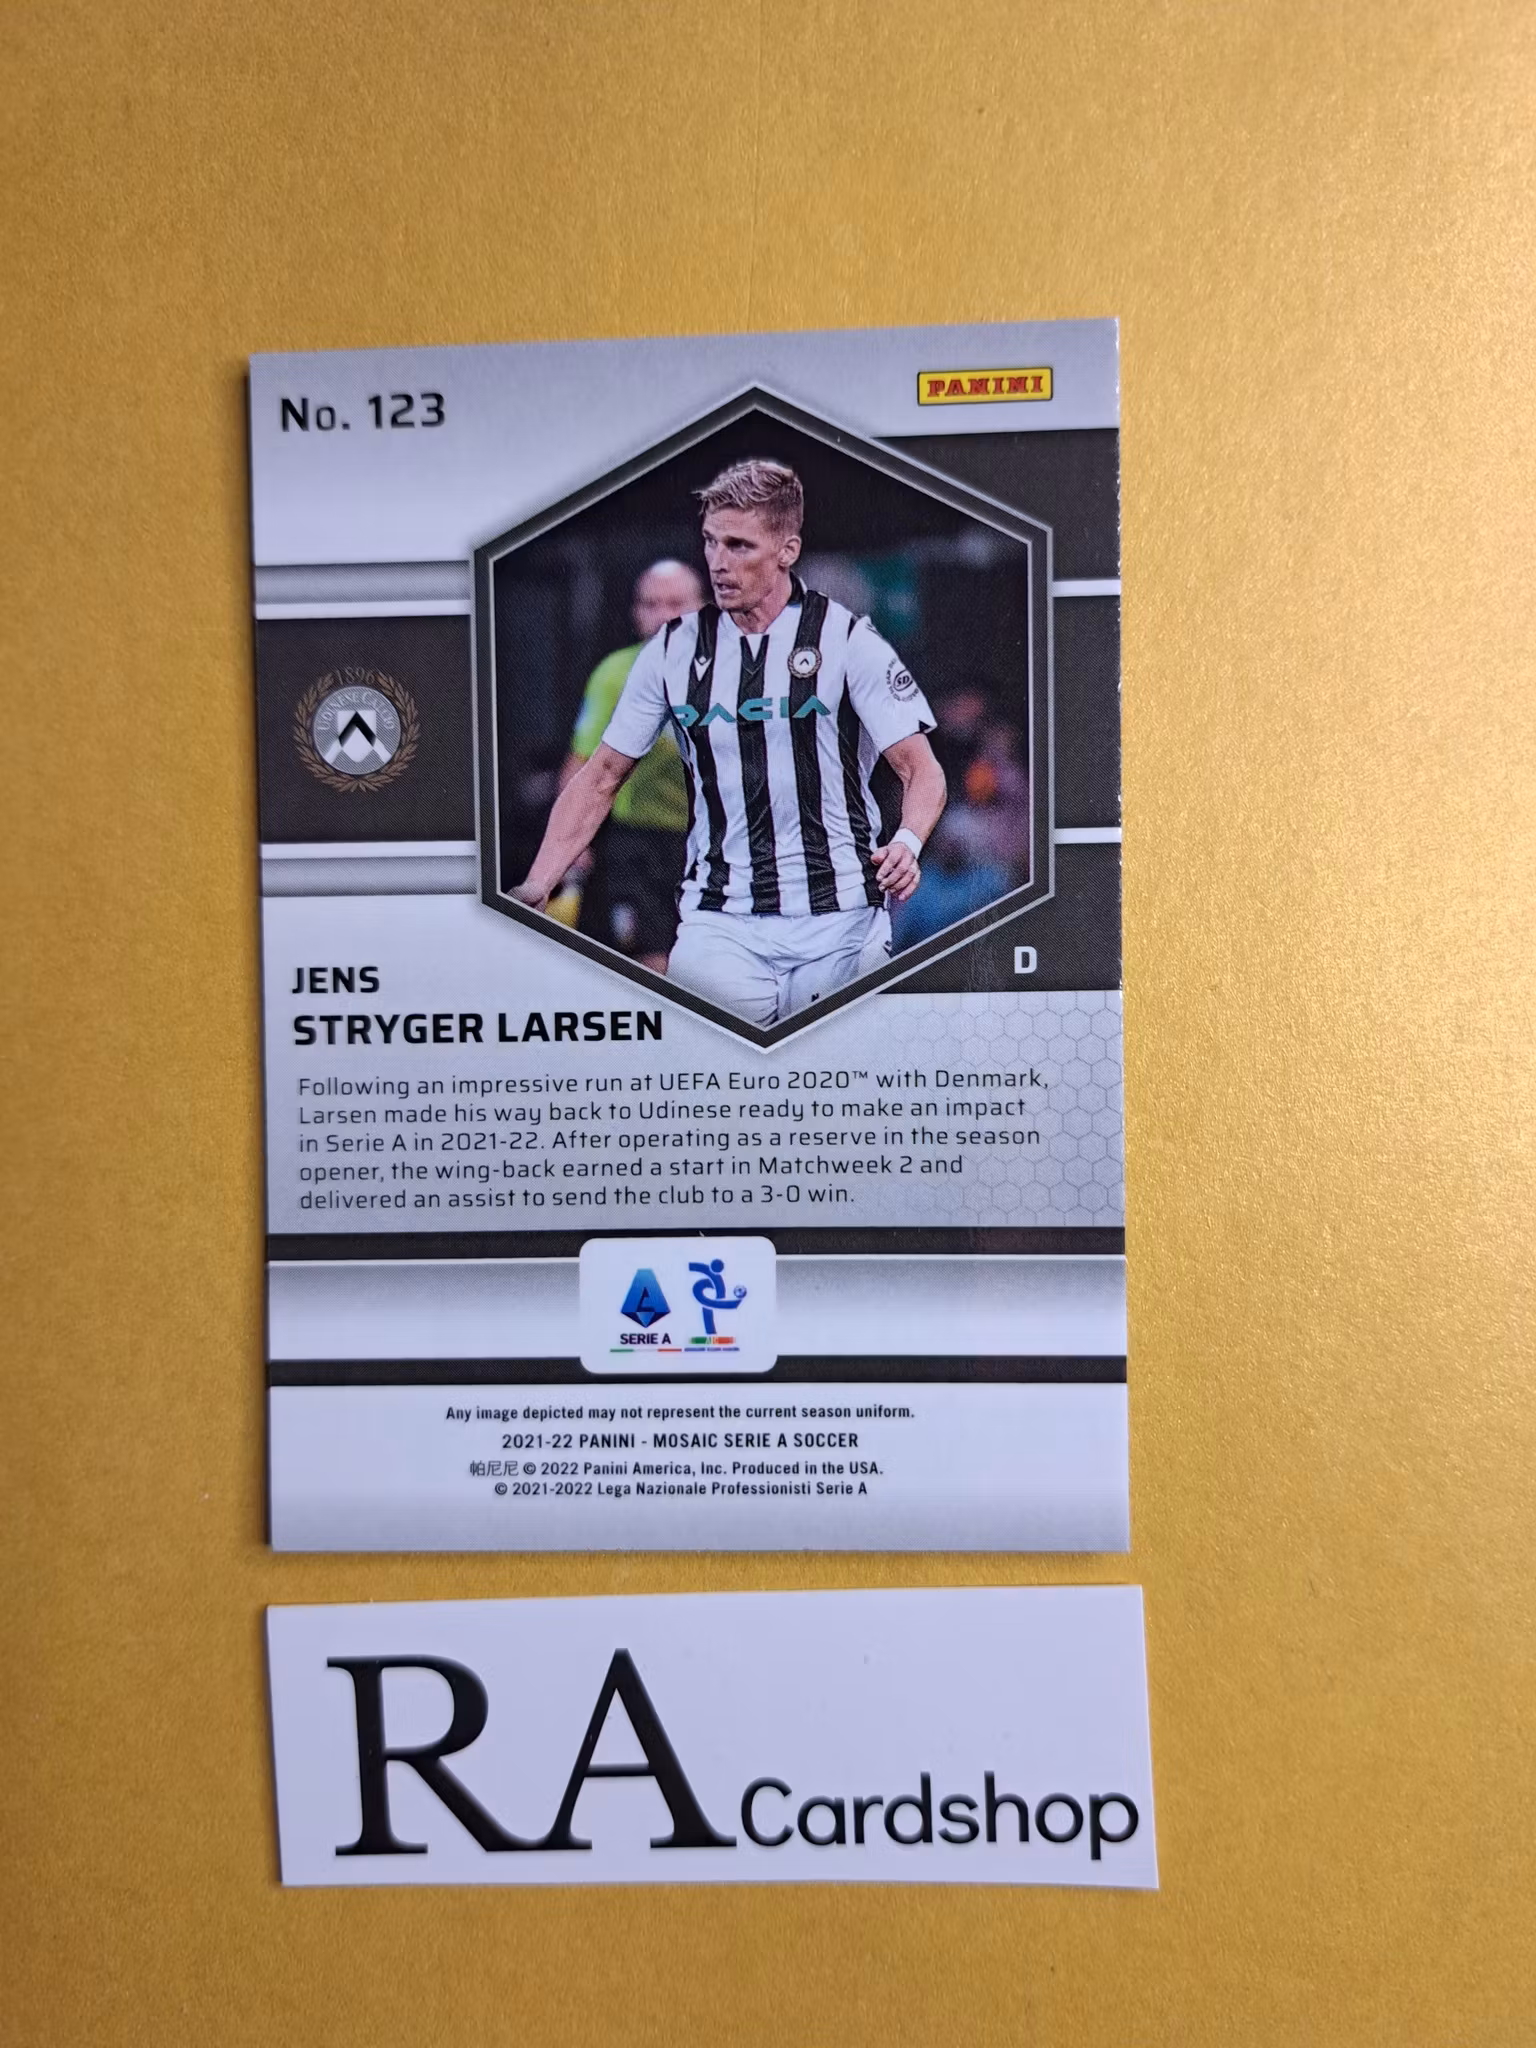 No. 123
PANINI
1896
UDINESE CALCIO
DACIA
SD
D
JENS
STRYGER LARSEN
Following an impressive run at UEFA Euro 2020™ with Denmark,
Larsen made his way back to Udinese ready to make an impact
in Serie A in 2021-22. After operating as a reserve in the season
opener, the wing-back earned a start in Matchweek 2 and
delivered an assist to send the club to a 3-0 win.
SERIE A
Any image depicted may not represent the current season uniform.
2021-22 PANINI - MOSAIC SERIE A SOCCER
帕尼尼 © 2022 Panini America, Inc. Produced in the USA.
© 2021-2022 Lega Nazionale Professionisti Serie A
RA Cardshop